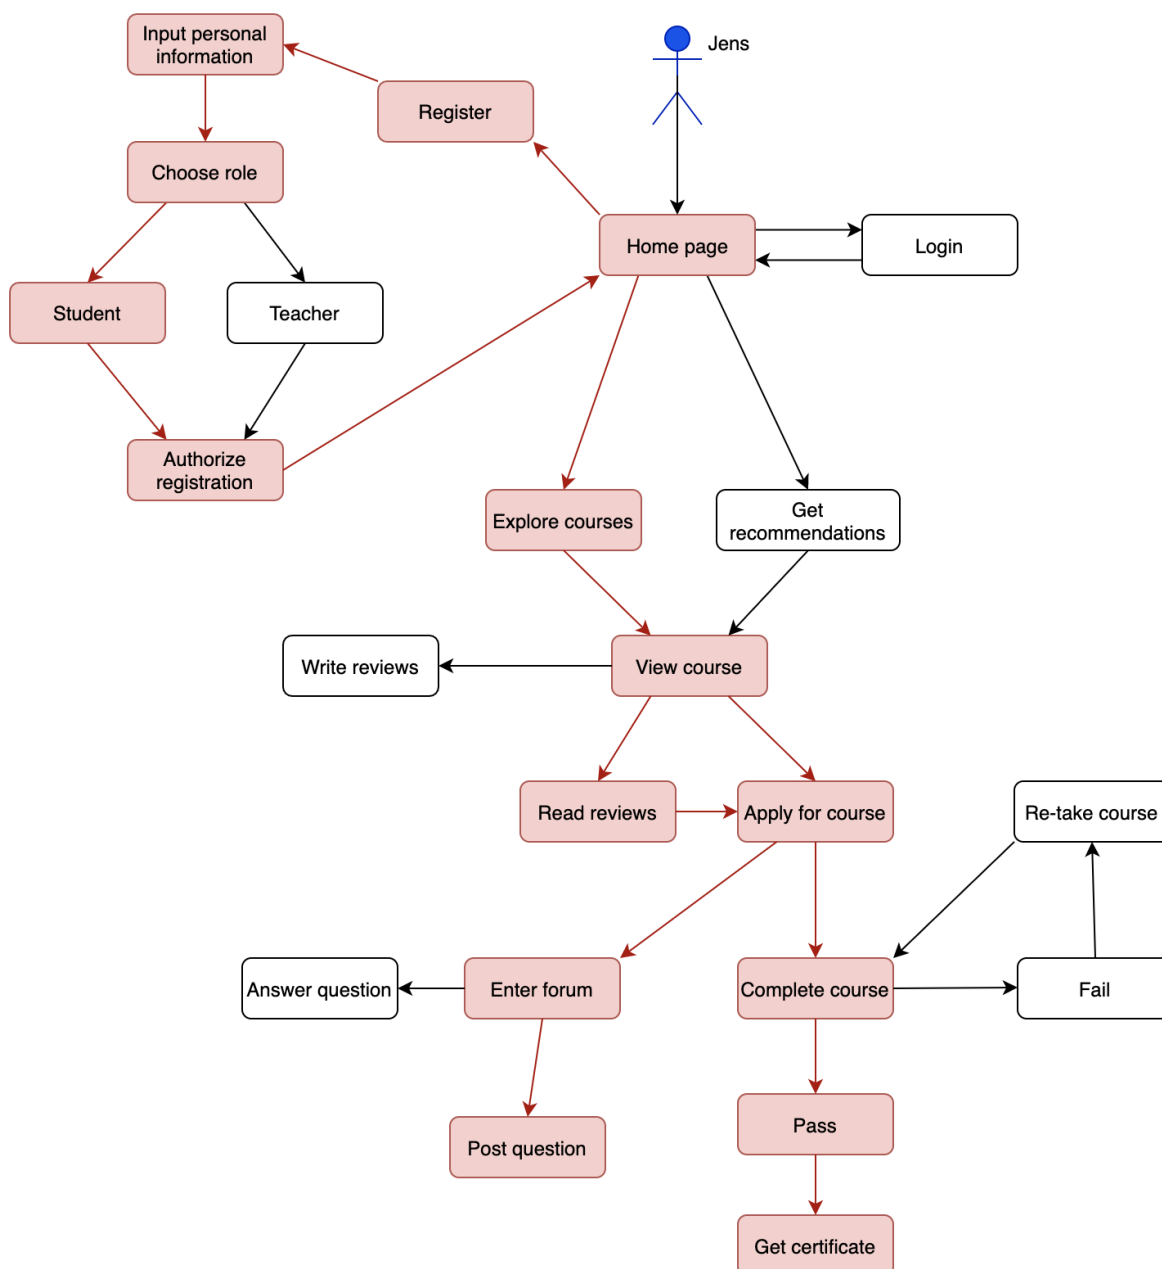 Input personal
information
Jens
Register
Choose role
Home page
Login
Student
Teacher
Authorize
registration
Explore courses
Get
recommendations
Write reviews
View course
Read reviews
Apply for course
Re-take course
Answer question
Enter forum
Complete course
Fail
Post question
Pass
Get certificate